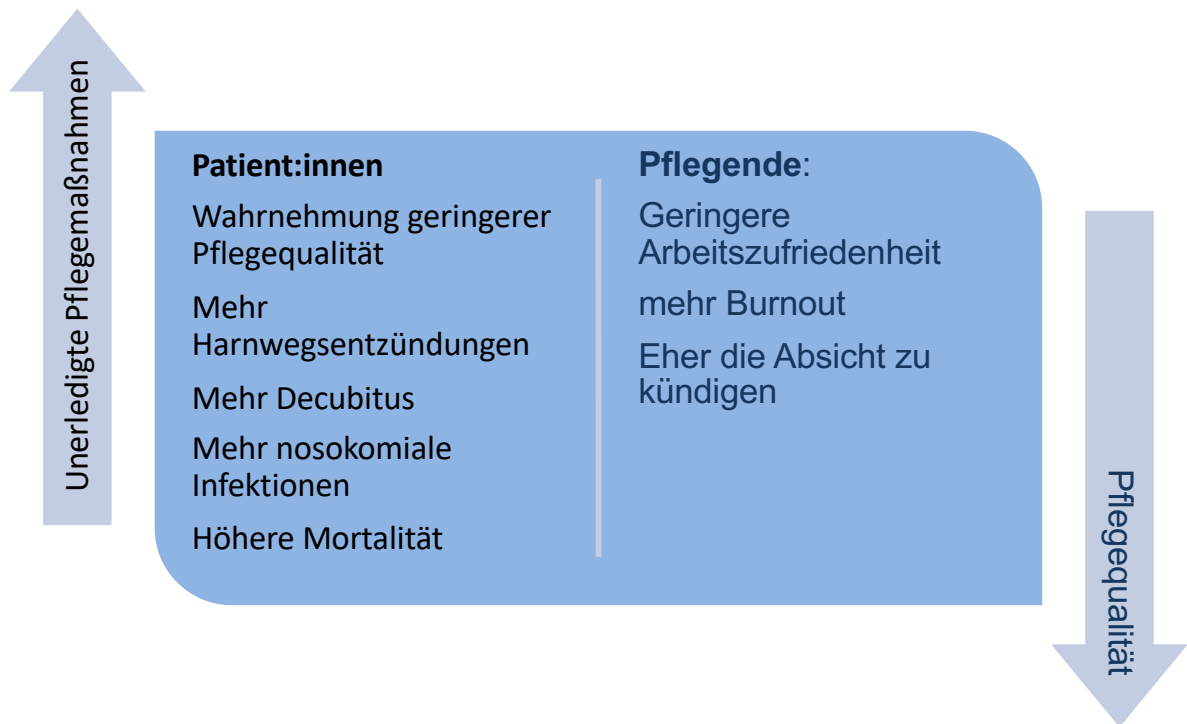 Unerledigte Pflegemaßnahmen
Patient:innen
Wahrnehmung geringerer
Pflegequalität
Mehr
Harnwegsentzündungen
Mehr Decubitus
Mehr nosokomiale
Infektionen
Höhere Mortalität
Pflegende:
Geringere
Arbeitszufriedenheit
mehr Burnout
Eher die Absicht zu
kündigen
Pflegequalität